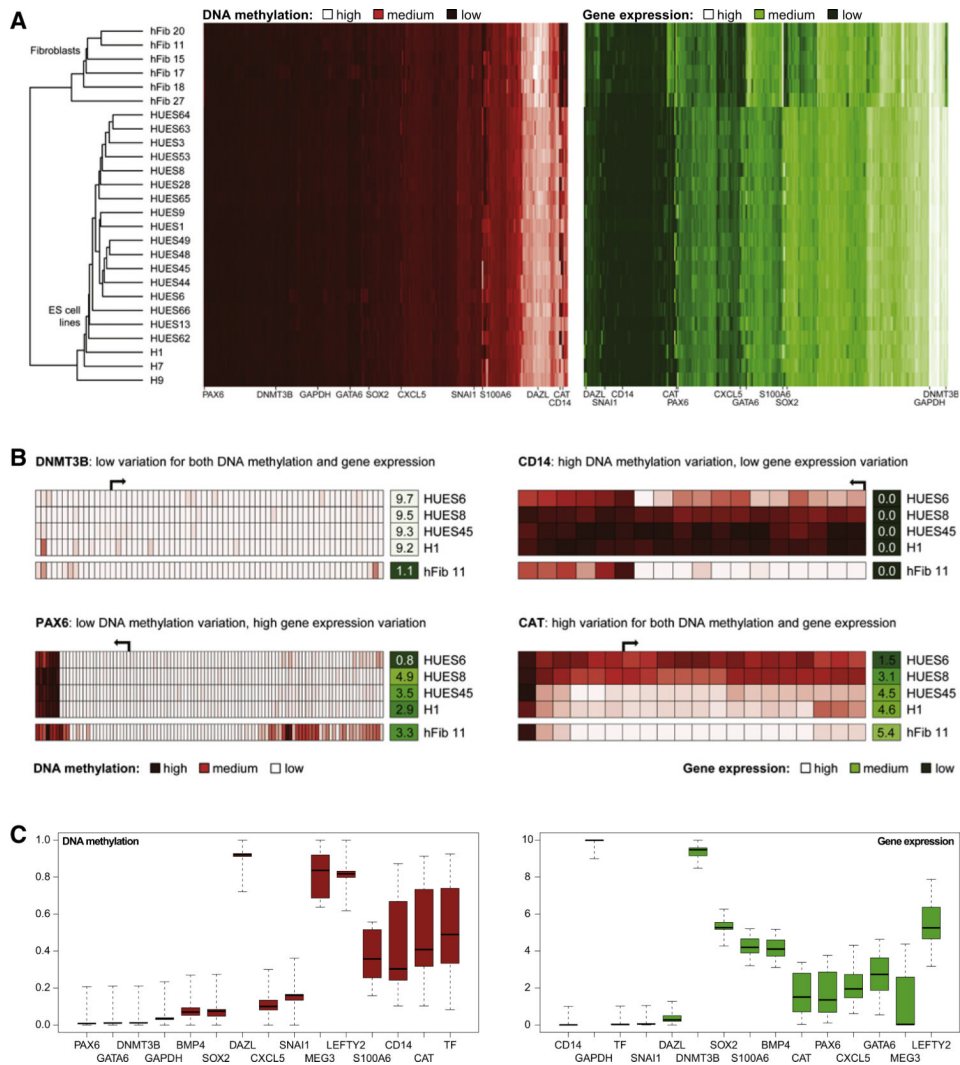 A
DNA methylation: high medium low
Gene expression: high medium low
Fibroblasts
hFib 20
hFib 11
hFib 15
hFib 17
hFib 18
hFib 27
HUES64
HUES63
HUES3
HUES53
HUES8
HUES28
HUES65
HUES9
HUES1
HUES49
HUES48
HUES45
HUES44
HUES6
HUES66
HUES13
HUES62
H1
H7
H9
ES cell
lines
PAX6 DNMT3B GAPDH GATA6 SOX2 CXCL5 SNAI1 S100A6 DAZL CAT
CD14
DAZL CD14 CAT CXCL5 S100A6 DNMT3B
SNAI1 PAX6 GATA6 SOX2 GAPDH
B
DNMT3B: low variation for both DNA methylation and gene expression
9.7 HUES6
9.5 HUES8
9.3 HUES45
9.2 H1
1.1 hFib 11
CD14: high DNA methylation variation, low gene expression variation
0.0 HUES6
0.0 HUES8
0.0 HUES45
0.0 H1
0.0 hFib 11
PAX6: low DNA methylation variation, high gene expression variation
0.8 HUES6
4.9 HUES8
3.5 HUES45
2.9 H1
3.3 hFib 11
CAT: high variation for both DNA methylation and gene expression
1.5 HUES6
3.1 HUES8
4.5 HUES45
4.6 H1
5.4 hFib 11
DNA methylation: high medium low
Gene expression: high medium low
C
DNA methylation
1.0
0.8
0.6
0.4
0.2
0.0
PAX6 DNMT3B BMP4 DAZL SNAI1 LEFTY2 CD14 TF
GATA6 GAPDH SOX2 CXCL5 MEG3 S100A6 CAT
Gene expression
10
8
6
4
2
0
CD14 TF DAZL SOX2 BMP4 PAX6 GATA6 LEFTY2
GAPDH SNAI1 DNMT3B S100A6 CAT CXCL5 MEG3